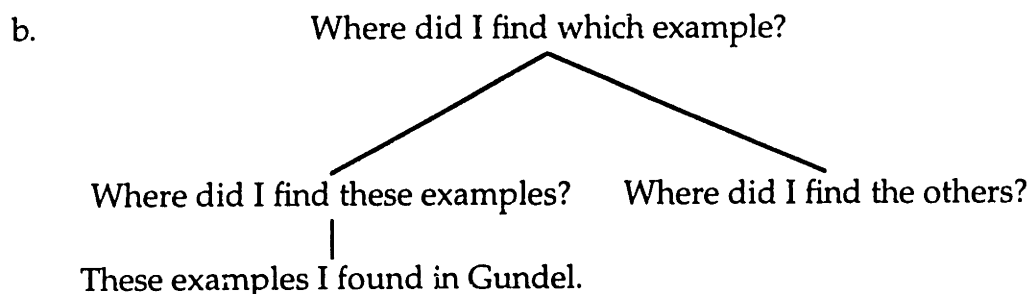 b. Where did I find which example?
Where did I find these examples? Where did I find the others?
These examples I found in Gundel.